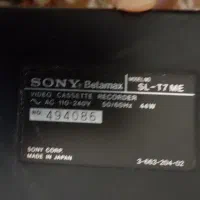 SONY Betamax MODEL NO. SL-T7ME
VIDEO CASSETTE RECORDER
AC 110-240V 50/60Hz 44W
NO. 494086
SONY CORP.
MADE IN JAPAN 3-663-204-02